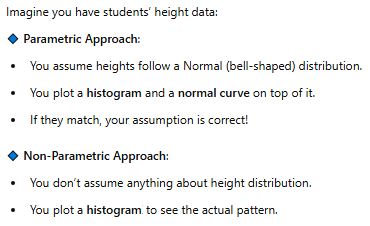 Imagine you have students' height data:
🔹 Parametric Approach:
• You assume heights follow a Normal (bell-shaped) distribution.
• You plot a histogram and a normal curve on top of it.
• If they match, your assumption is correct!
🔹 Non-Parametric Approach:
• You don't assume anything about height distribution.
• You plot a histogram to see the actual pattern.